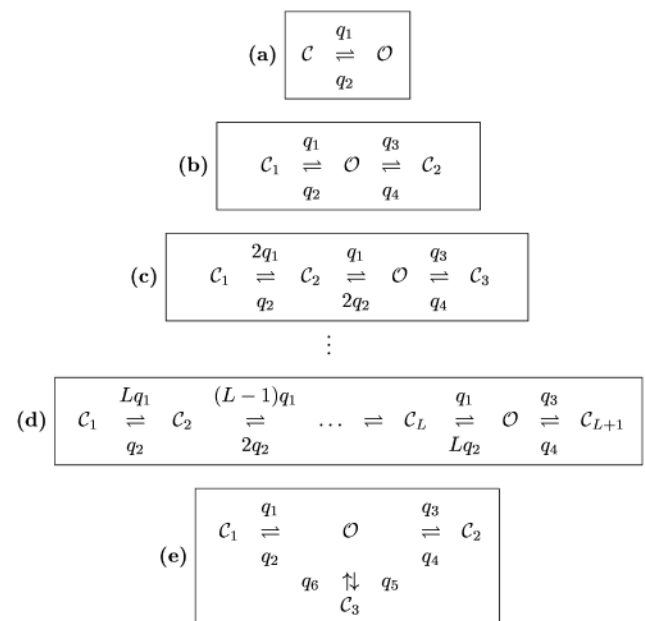 q₁
(a) 𝒞 ⇌ 𝒪
q₂
q₁ q₃
(b) 𝒞₁ ⇌ 𝒪 ⇌ 𝒞₂
q₂ q₄
2q₁ q₁ q₃
(c) 𝒞₁ ⇌ 𝒞₂ ⇌ 𝒪 ⇌ 𝒞₃
q₂ 2q₂ q₄
⋮
Lq₁ (L − 1)q₁ q₁ q₃
(d) 𝒞₁ ⇌ 𝒞₂ ⇌ … ⇌ 𝒞_L ⇌ 𝒪 ⇌ 𝒞_{L+1}
q₂ 2q₂ Lq₂ q₄
q₁ q₃
𝒞₁ ⇌ 𝒪 ⇌ 𝒞₂
(e) q₂ q₄
q₆ ⇅ q₅
𝒞₃